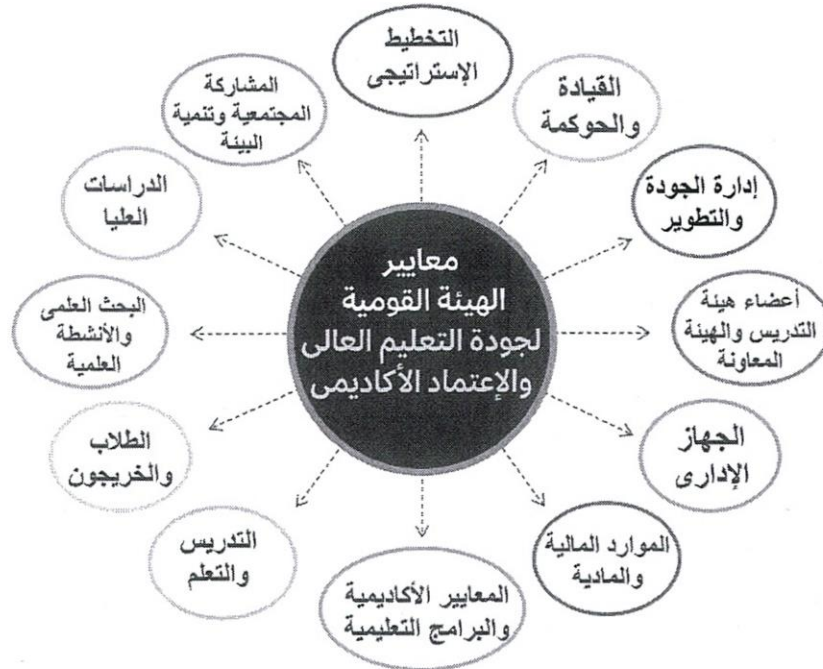 التخطيط
الإستراتيجى
القيادة
والحوكمة
إدارة الجودة
والتطوير
أعضاء هيئة
التدريس والهيئة
المعاونة
الجهاز
الإدارى
الموارد المالية
والمادية
المعايير الأكاديمية
والبرامج التعليمية
التدريس
والتعلم
الطلاب
والخريجون
البحث العلمى
والأنشطة
العلمية
الدراسات
العليا
المشاركة
المجتمعية وتنمية
البيئة
معايير
الهيئة القومية
لجودة التعليم العالى
والإعتماد الأكاديمى